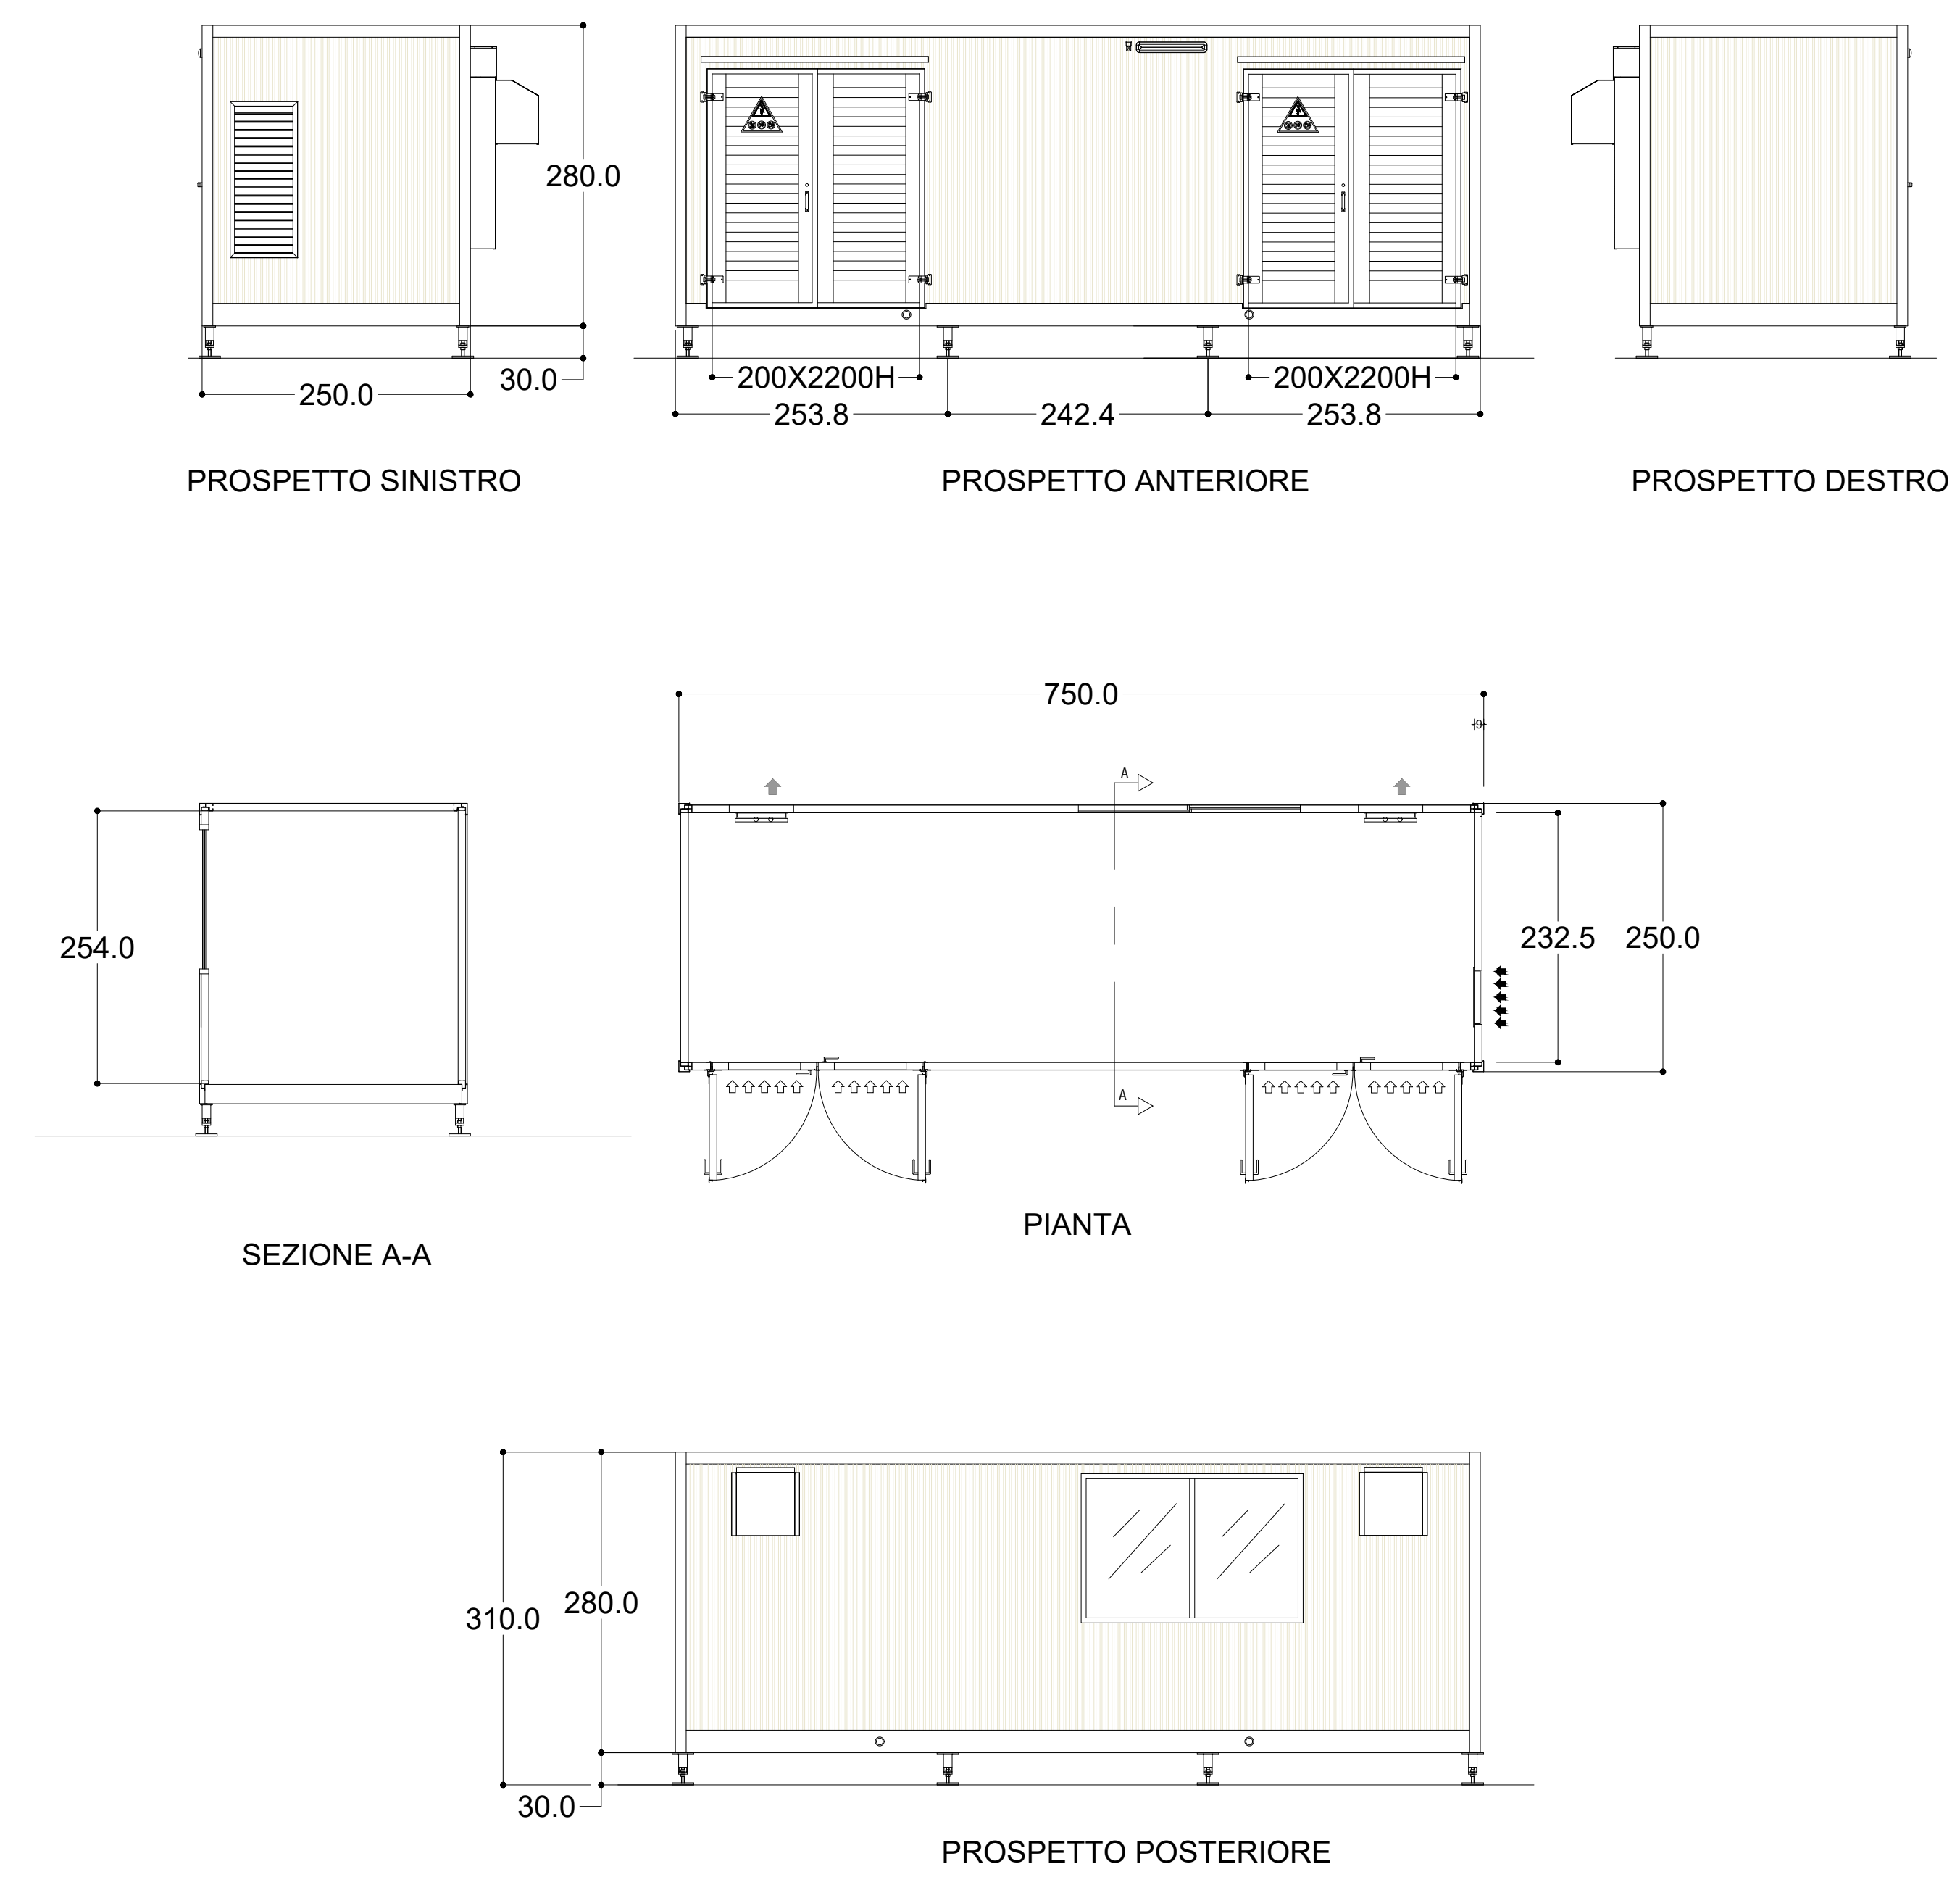 280.0
30.0
250.0
PROSPETTO SINISTRO
200X2200H
200X2200H
253.8
242.4
253.8
PROSPETTO ANTERIORE
PROSPETTO DESTRO
254.0
SEZIONE A-A
750.0
9
A
232.5
250.0
A
PIANTA
310.0
280.0
30.0
PROSPETTO POSTERIORE